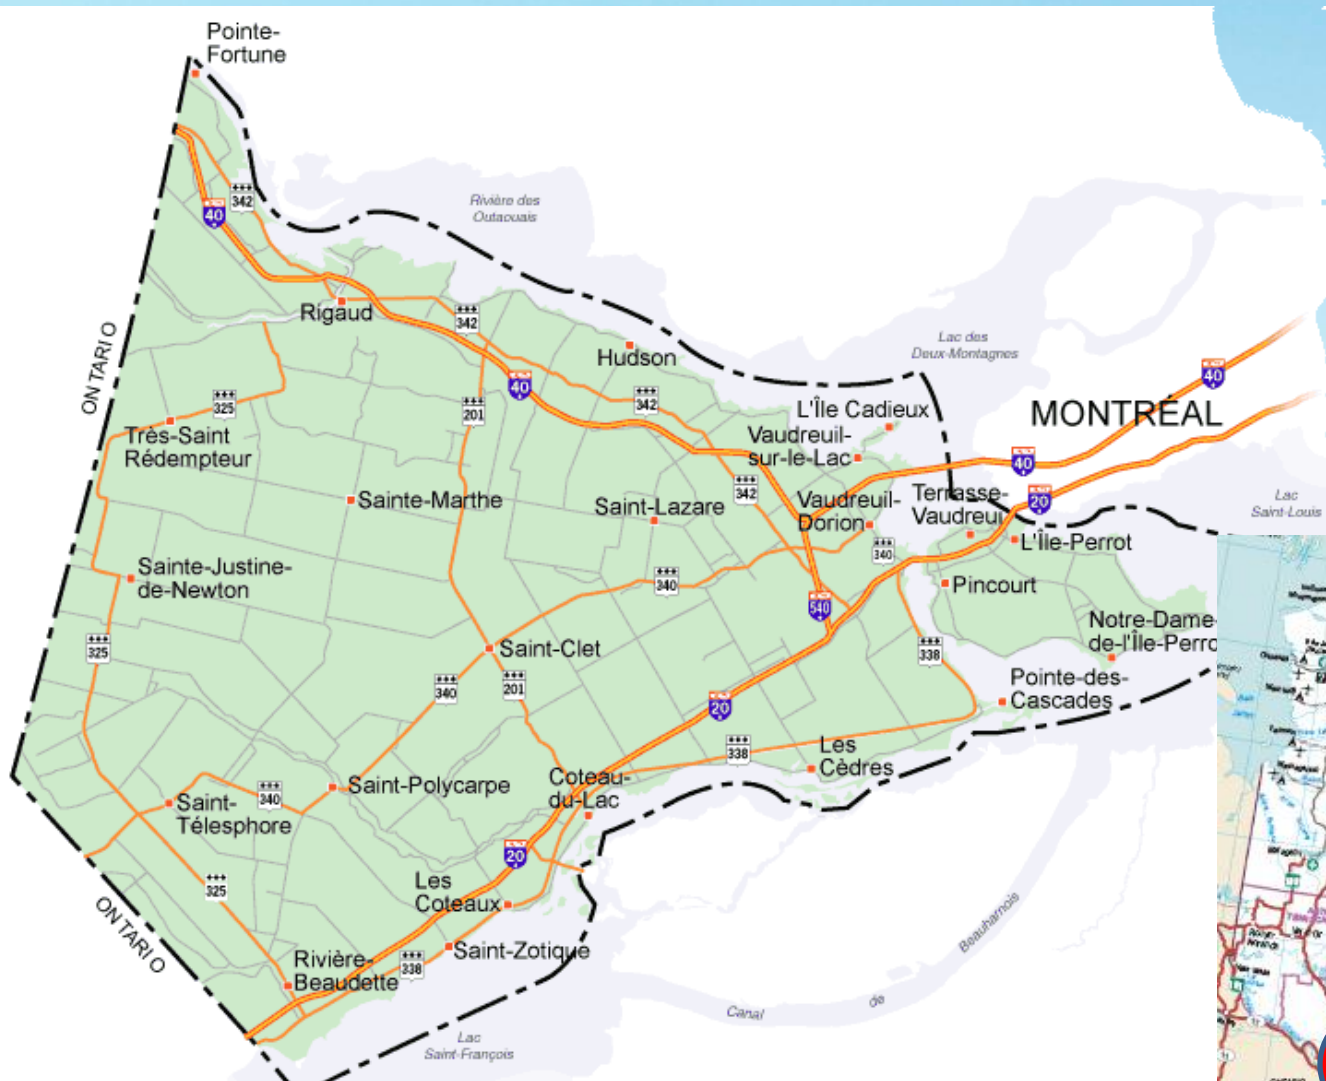 Pointe-
Fortune
342
40
Rivière des
Outaouais
Rigaud
342
Hudson
Lac des
Deux-Montagnes
ONTARIO
40
40
342
325
201
L'Île Cadieux
MONTRÉAL
Très-Saint
Rédempteur
Vaudreuil-
sur-le-Lac
40
342
Sainte-Marthe
Saint-Lazare
Vaudreuil-
Dorion
Terrasse-
Vaudreui
20
Lac
Saint-Louis
L'Île-Perrot
340
Sainte-Justine-
de-Newton
340
Pincourt
540
Notre-Dame-
de-l'Île-Perro
325
Saint-Clet
338
340
201
Pointe-des-
Cascades
20
338
Les
Cèdres
Saint-Polycarpe
Coteau-
du-Lac
340
Saint-
Télesphore
20
325
Les
Coteaux
ONTARIO
Saint-Zotique
Rivière-
Beaudette
338
Canal de Beauharnois
Lac
Saint-François